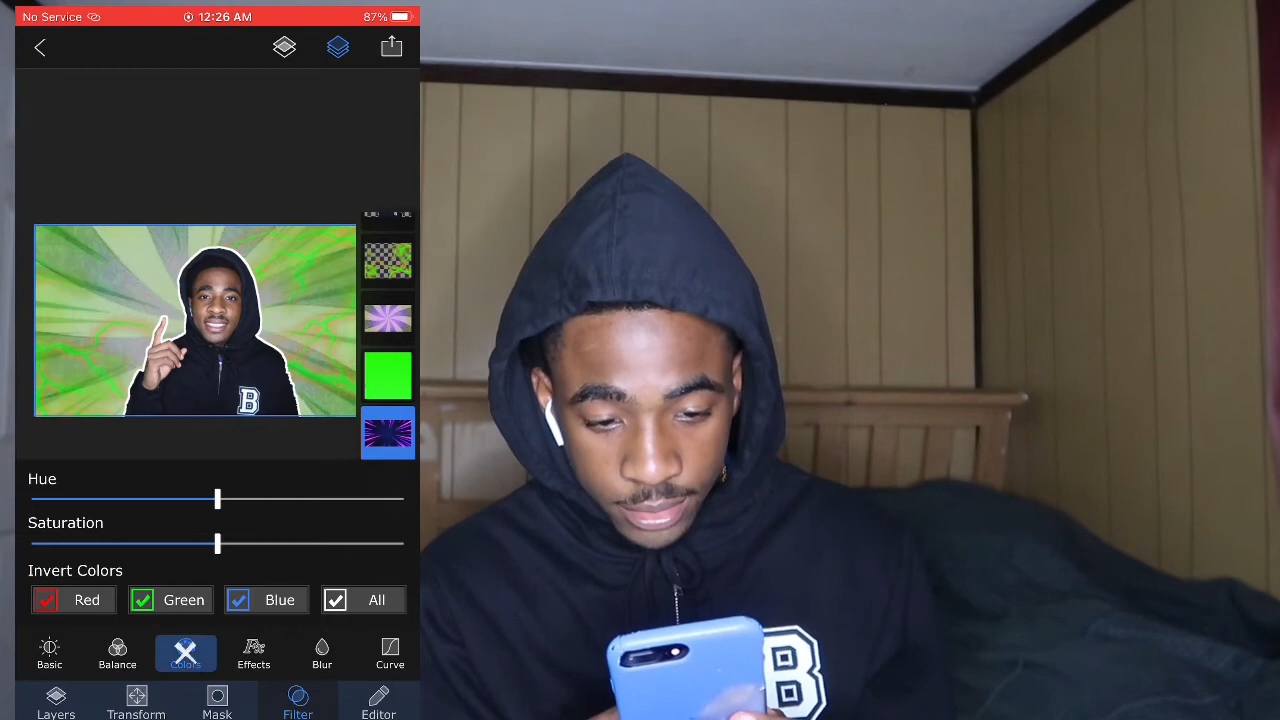 No Service 12:26 AM 87%
Hue
Saturation
Invert Colors
Red Green Blue All
Basic Balance Colors Effects Blur Curve
Layers Transform Mask Filter Editor
B
B